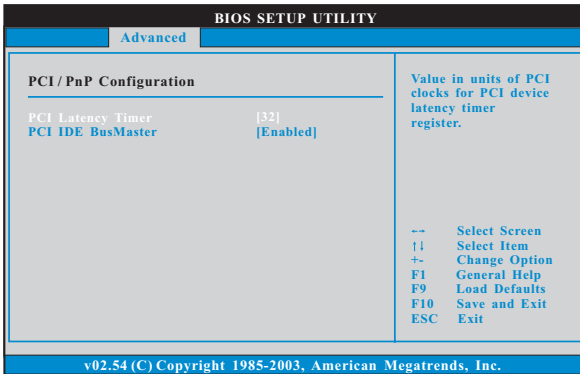 BIOS SETUP UTILITY
Advanced
PCI / PnP Configuration
PCI Latency Timer [32]
PCI IDE BusMaster [Enabled]
Value in units of PCI
clocks for PCI device
latency timer
register.
←→ Select Screen
↑↓ Select Item
+- Change Option
F1 General Help
F9 Load Defaults
F10 Save and Exit
ESC Exit
v02.54 (C) Copyright 1985-2003, American Megatrends, Inc.